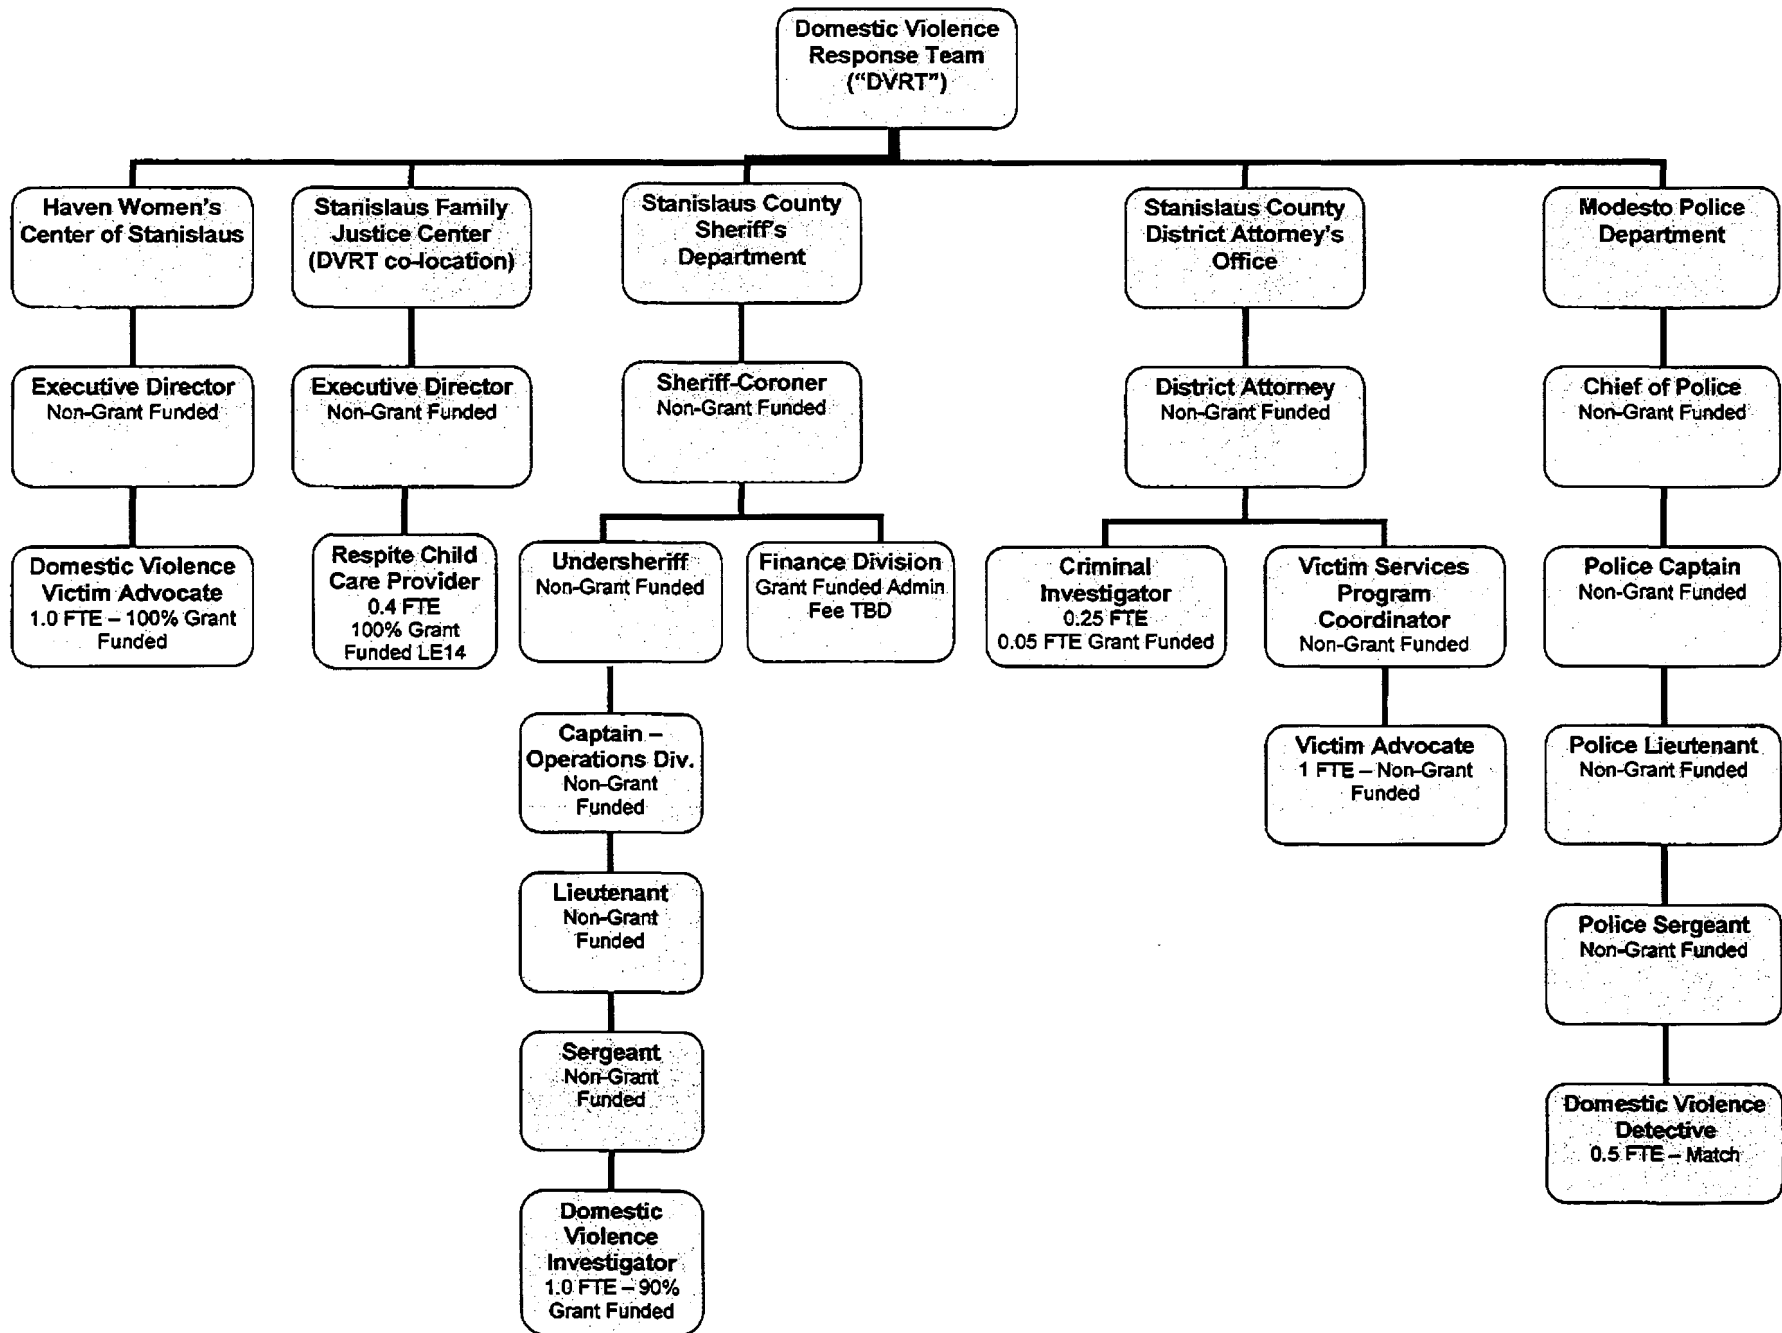 Domestic Violence
Response Team
("DVRT")
Haven Women's
Center of Stanislaus
Stanislaus Family
Justice Center
(DVRT co-location)
Stanislaus County
Sheriff's
Department
Stanislaus County
District Attorney's
Office
Modesto Police
Department
Executive Director
Non-Grant Funded
Executive Director
Non-Grant Funded
Sheriff-Coroner
Non-Grant Funded
District Attorney
Non-Grant Funded
Chief of Police
Non-Grant Funded
Domestic Violence
Victim Advocate
1.0 FTE – 100% Grant
Funded
Respite Child
Care Provider
0.4 FTE
100% Grant
Funded LE14
Undersheriff
Non-Grant Funded
Finance Division
Grant Funded Admin
Fee TBD
Criminal
Investigator
0.25 FTE
0.05 FTE Grant Funded
Victim Services
Program
Coordinator
Non-Grant Funded
Police Captain
Non-Grant Funded
Captain –
Operations Div.
Non-Grant
Funded
Victim Advocate
1 FTE – Non-Grant
Funded
Police Lieutenant
Non-Grant Funded
Lieutenant
Non-Grant
Funded
Police Sergeant
Non-Grant Funded
Sergeant
Non-Grant
Funded
Domestic Violence
Detective
0.5 FTE – Match
Domestic
Violence
Investigator
1.0 FTE – 90%
Grant Funded